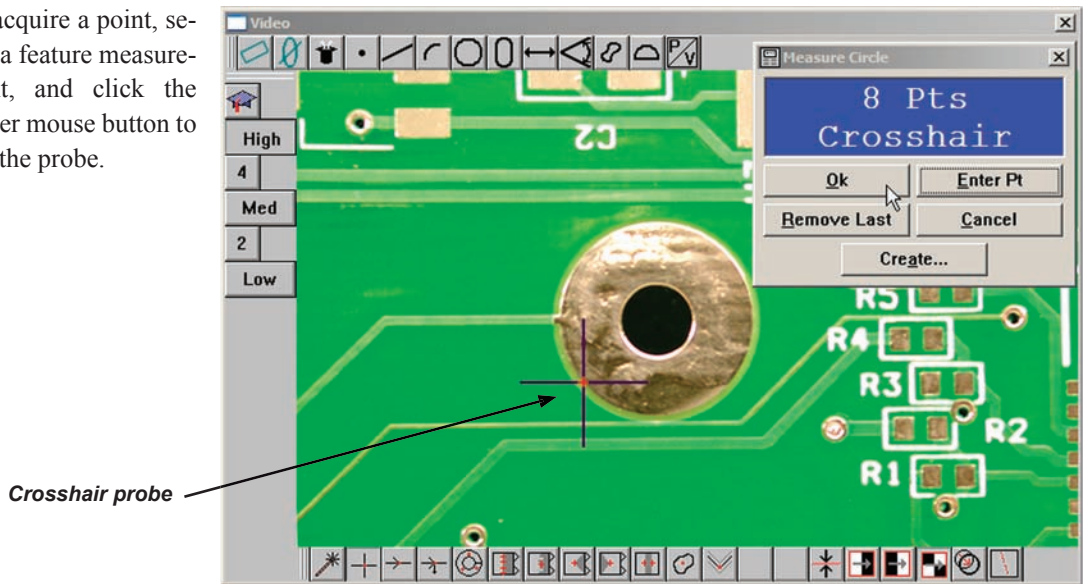 acquire a point, se-
a feature measure-
t, and click the
er mouse button to
the probe.
Video
P/V
Measure Circle
8 Pts
Crosshair
Ok
Enter Pt
Remove Last
Cancel
Create...
High
4
Med
2
Low
C2
R5
R4
R3
R2
R1
Crosshair probe